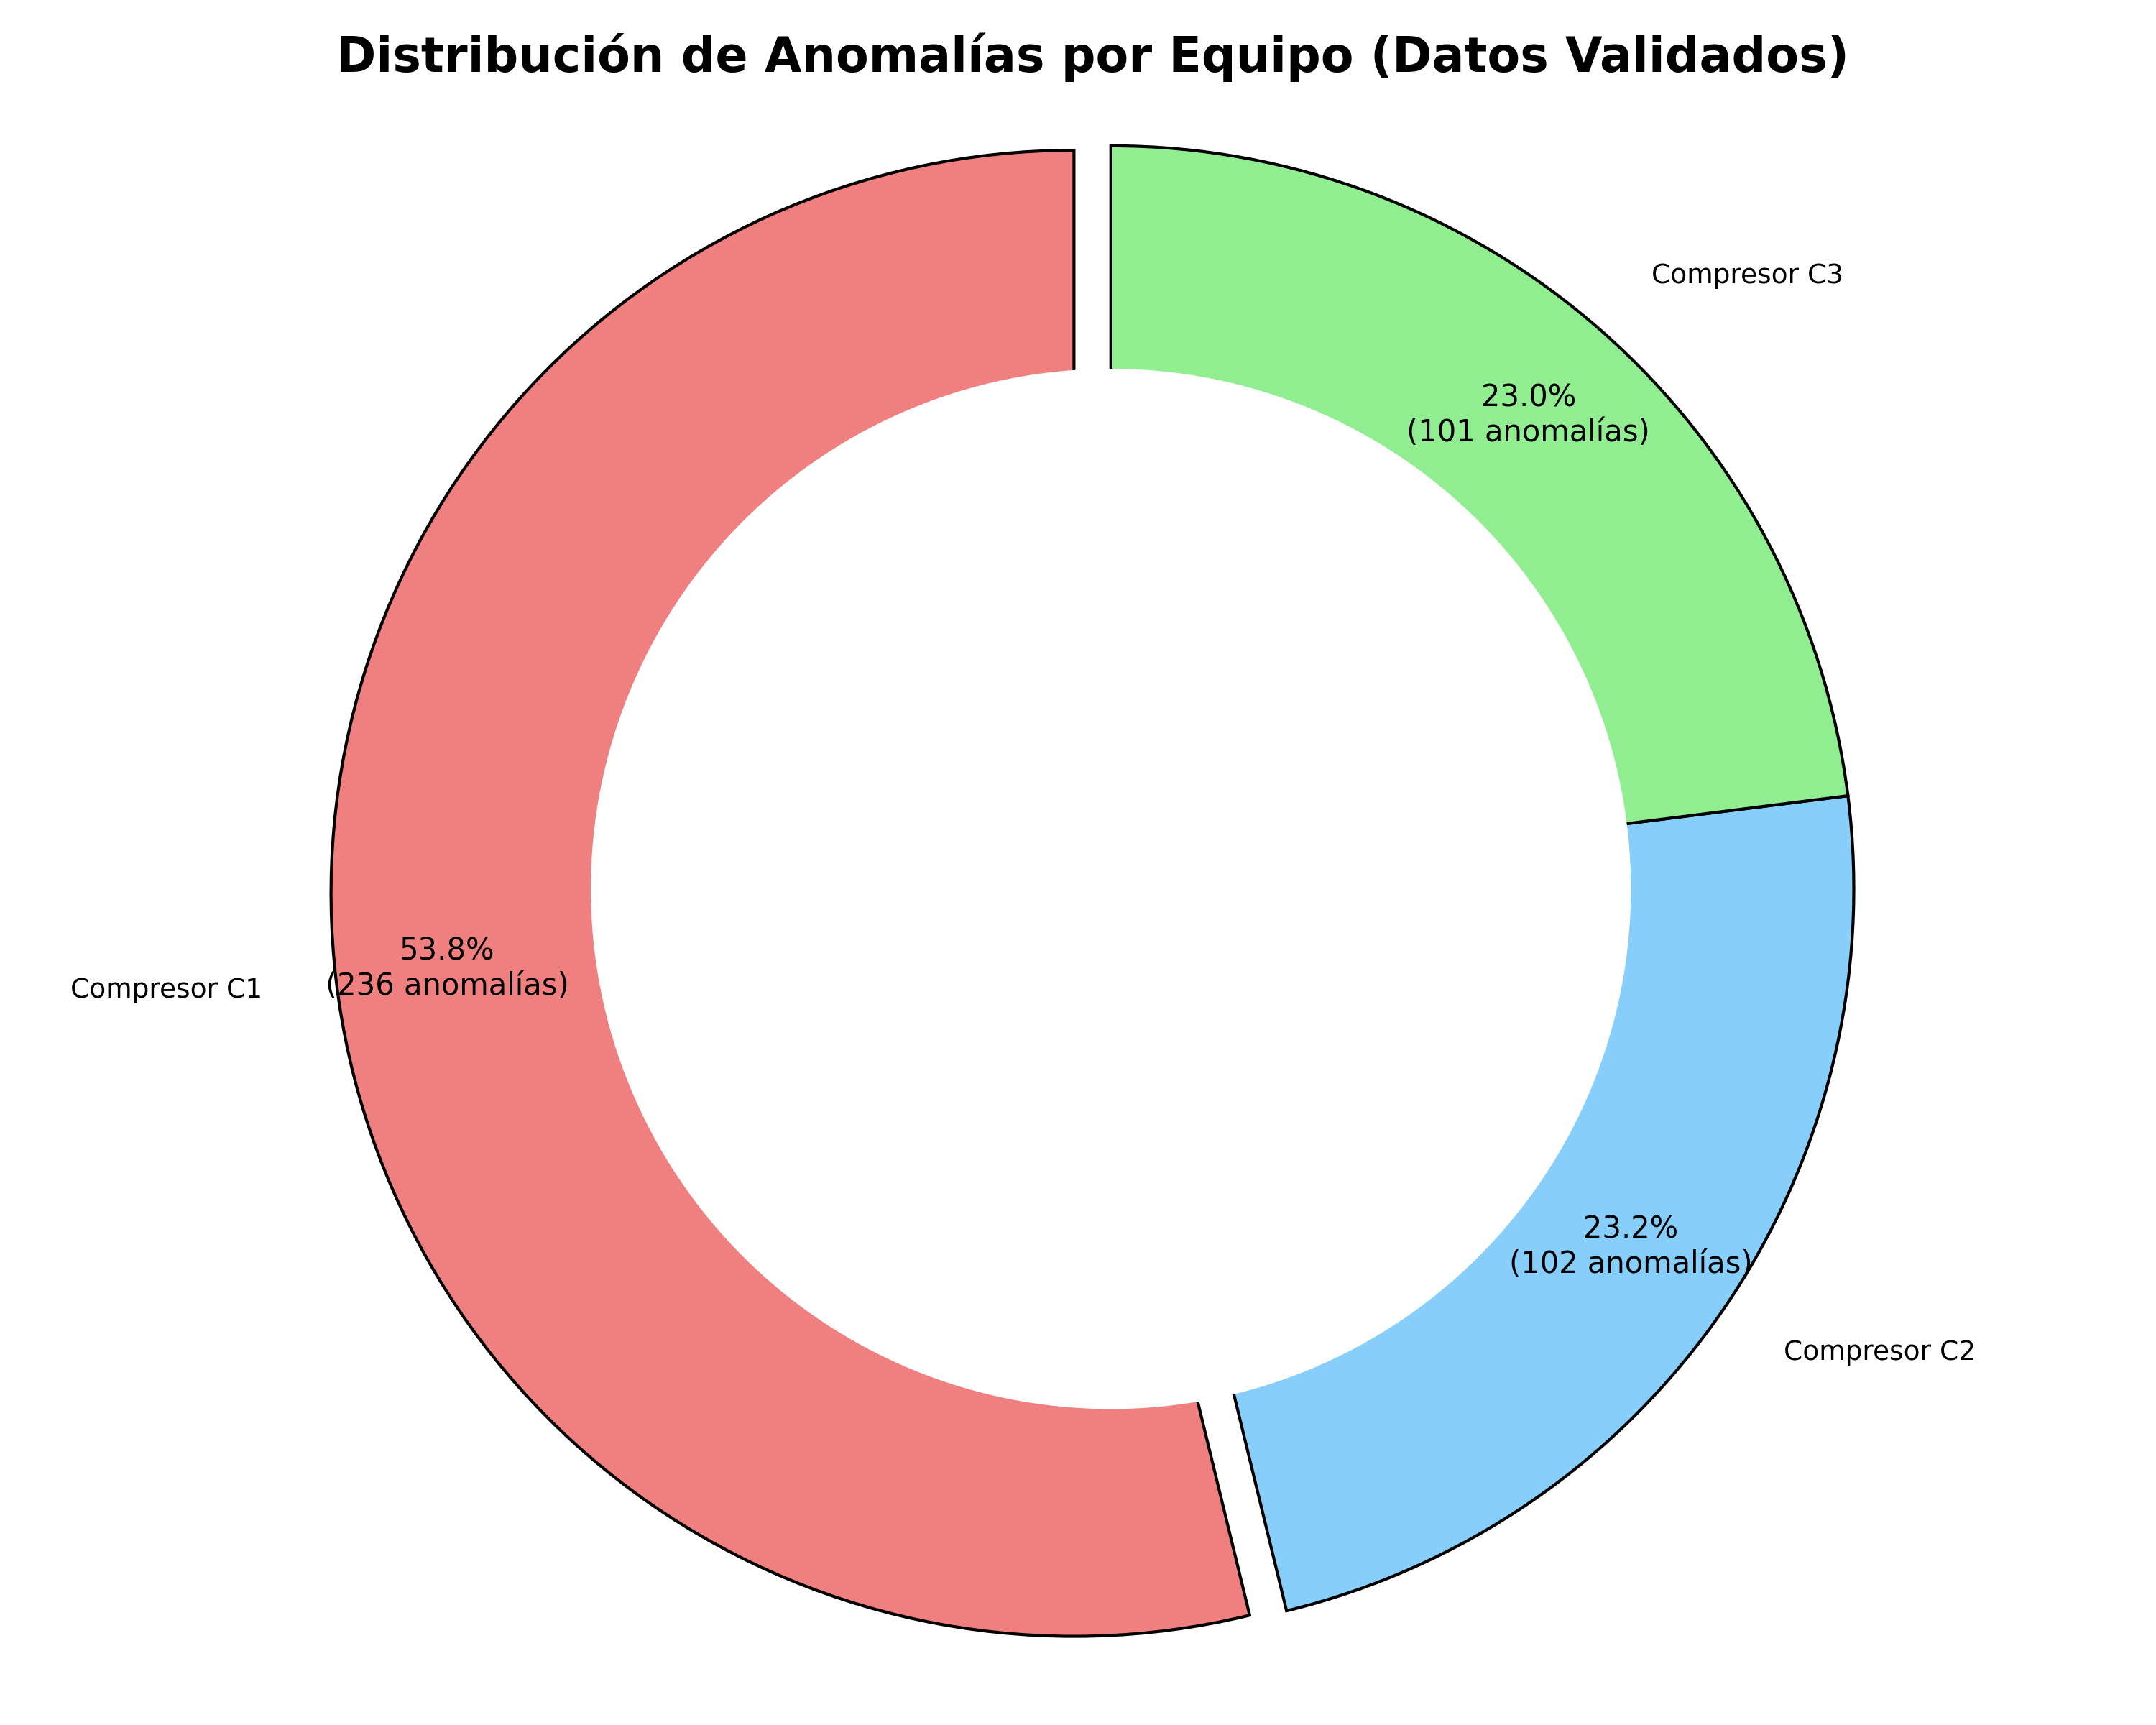 Distribución de Anomalías por Equipo (Datos Validados)
Compresor C3
23.0%
(101 anomalías)
53.8%
(236 anomalías)
Compresor C1
23.2%
(102 anomalías)
Compresor C2